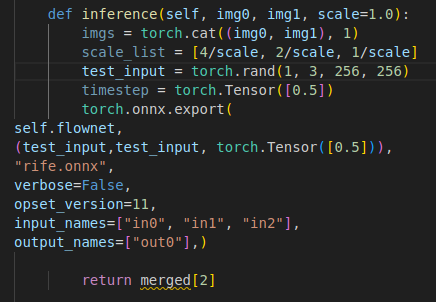 def inference(self, img0, img1, scale=1.0):
imgs = torch.cat((img0, img1), 1)
scale_list = [4/scale, 2/scale, 1/scale]
test_input = torch.rand(1, 3, 256, 256)
timestep = torch.Tensor([0.5])
torch.onnx.export(
self.flownet,
(test_input,test_input, torch.Tensor([0.5])),
"rife.onnx",
verbose=False,
opset_version=11,
input_names=["in0", "in1", "in2"],
output_names=["out0"],)
return merged[2]